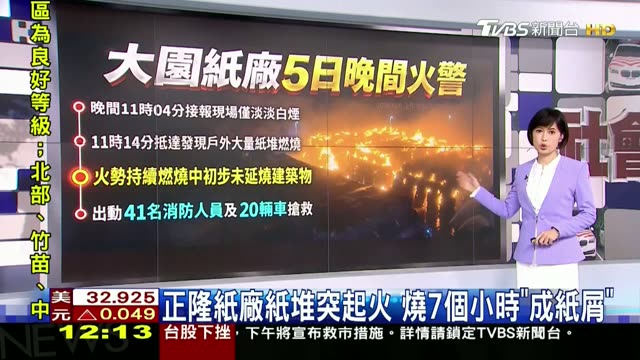 區為良好等級；北部、竹苗、中
TVBS新聞台 HD
大園紙廠5日晚間火警
晚間11時04分接報現場僅淡淡白煙
11時14分抵達發現戶外大量紙堆燃燒
火勢持續燃燒中初步未延燒建築物
出動41名消防人員及20輛車搶救
社會
正隆紙廠紙堆突起火 燒7個小時"成紙屑"
美元 32.925
△0.049
12:13
台股下挫，下午將宣布救市措施。詳情請鎖定TVBS新聞台。
NEWS